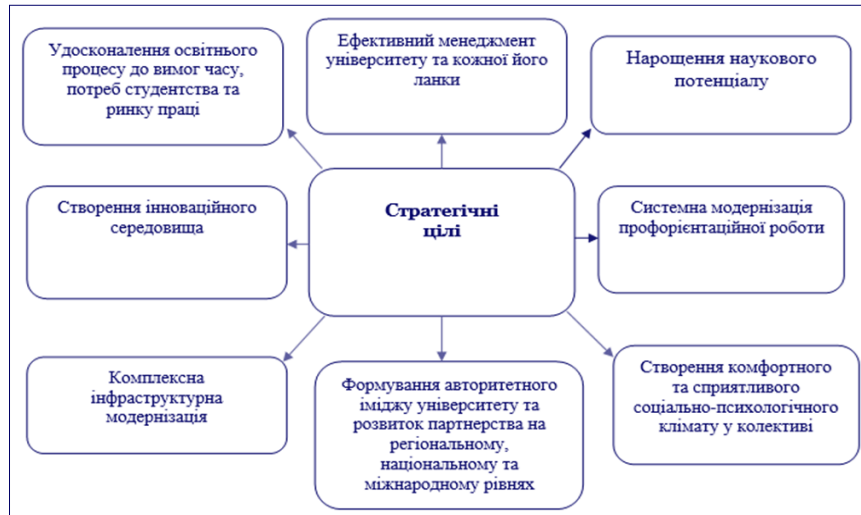 Удосконалення освітнього
процесу до вимог часу,
потреб студентства та
ринку праці
Ефективний менеджмент
університету та кожної його
ланки
Нарощення наукового
потенціалу
Створення інноваційного
середовища
Стратегічні
цілі
Системна модернізація
профорієнтаційної роботи
Комплексна
інфраструктурна
модернізація
Формування авторитетного
іміджу університету та
розвиток партнерства на
регіональному,
національному та
міжнародному рівнях
Створення комфортного
та сприятливого
соціально-психологічного
клімату у колективі